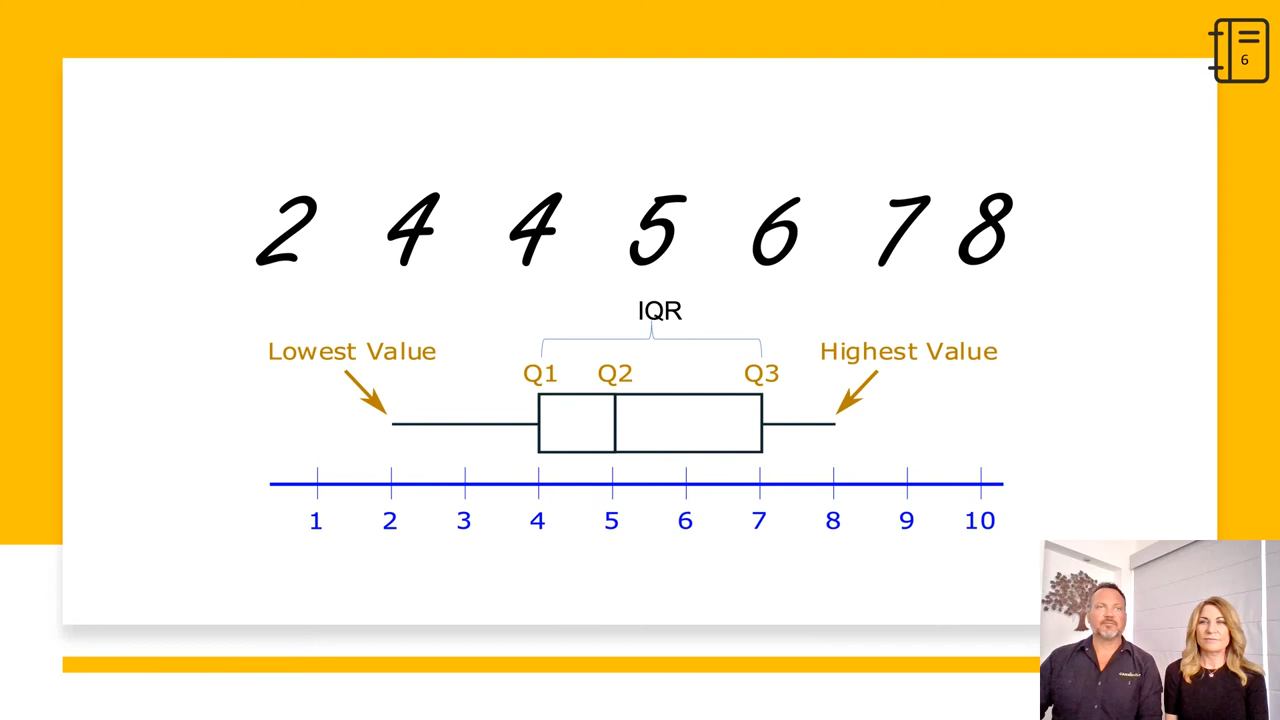 6
2 4 4 5 6 7 8
IQR
Lowest Value Highest Value
Q1 Q2 Q3
1 2 3 4 5 6 7 8 9 10